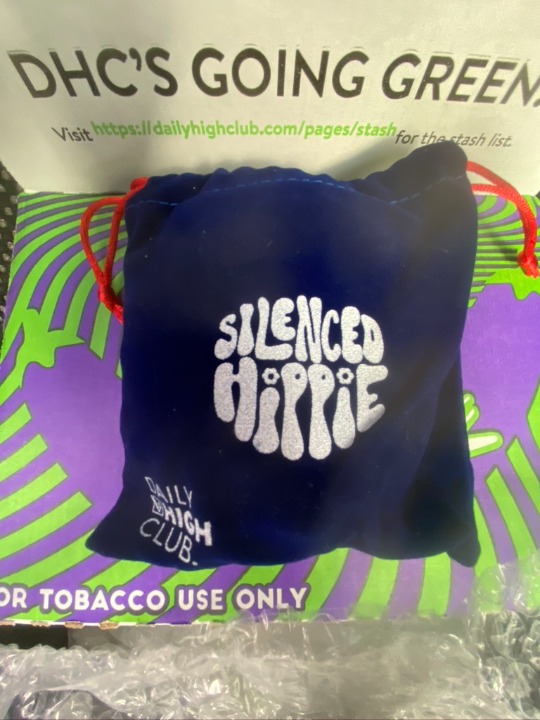 DHC'S GOING GREEN.
Visit https://dailyhighclub.com/pages/stash for the stash list.
SILENCED
HIPPIE
DAILY
HIGH
CLUB.
OR TOBACCO USE ONLY